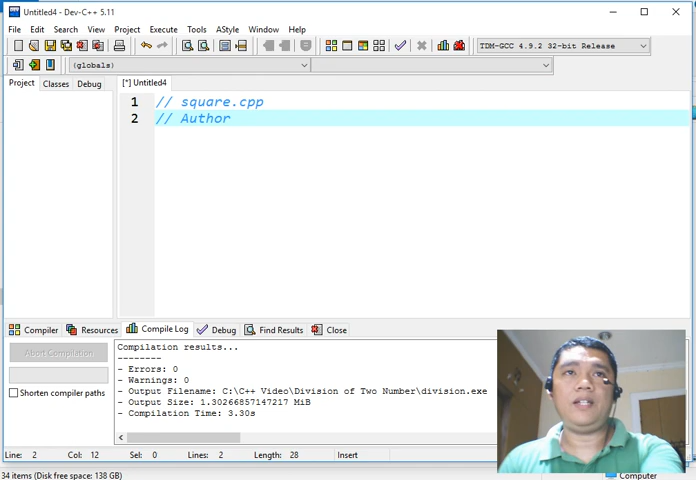 Untitled4 - Dev-C++ 5.11
File Edit Search View Project Execute Tools AStyle Window Help
TDM-GCC 4.9.2 32-bit Release
(globals)
Project Classes Debug
[*] Untitled4
1 // square.cpp
2 // Author
Compiler Resources Compile Log Debug Find Results Close
Abort Compilation
Shorten compiler paths
Compilation results...
--------
- Errors: 0
- Warnings: 0
- Output Filename: C:\C++ Video\Division of Two Number\division.exe
- Output Size: 1.30266857147217 MiB
- Compilation Time: 3.30s
Line: 2 Col: 12 Sel: 0 Lines: 2 Length: 28 Insert
34 items (Disk free space: 138 GB)
Computer